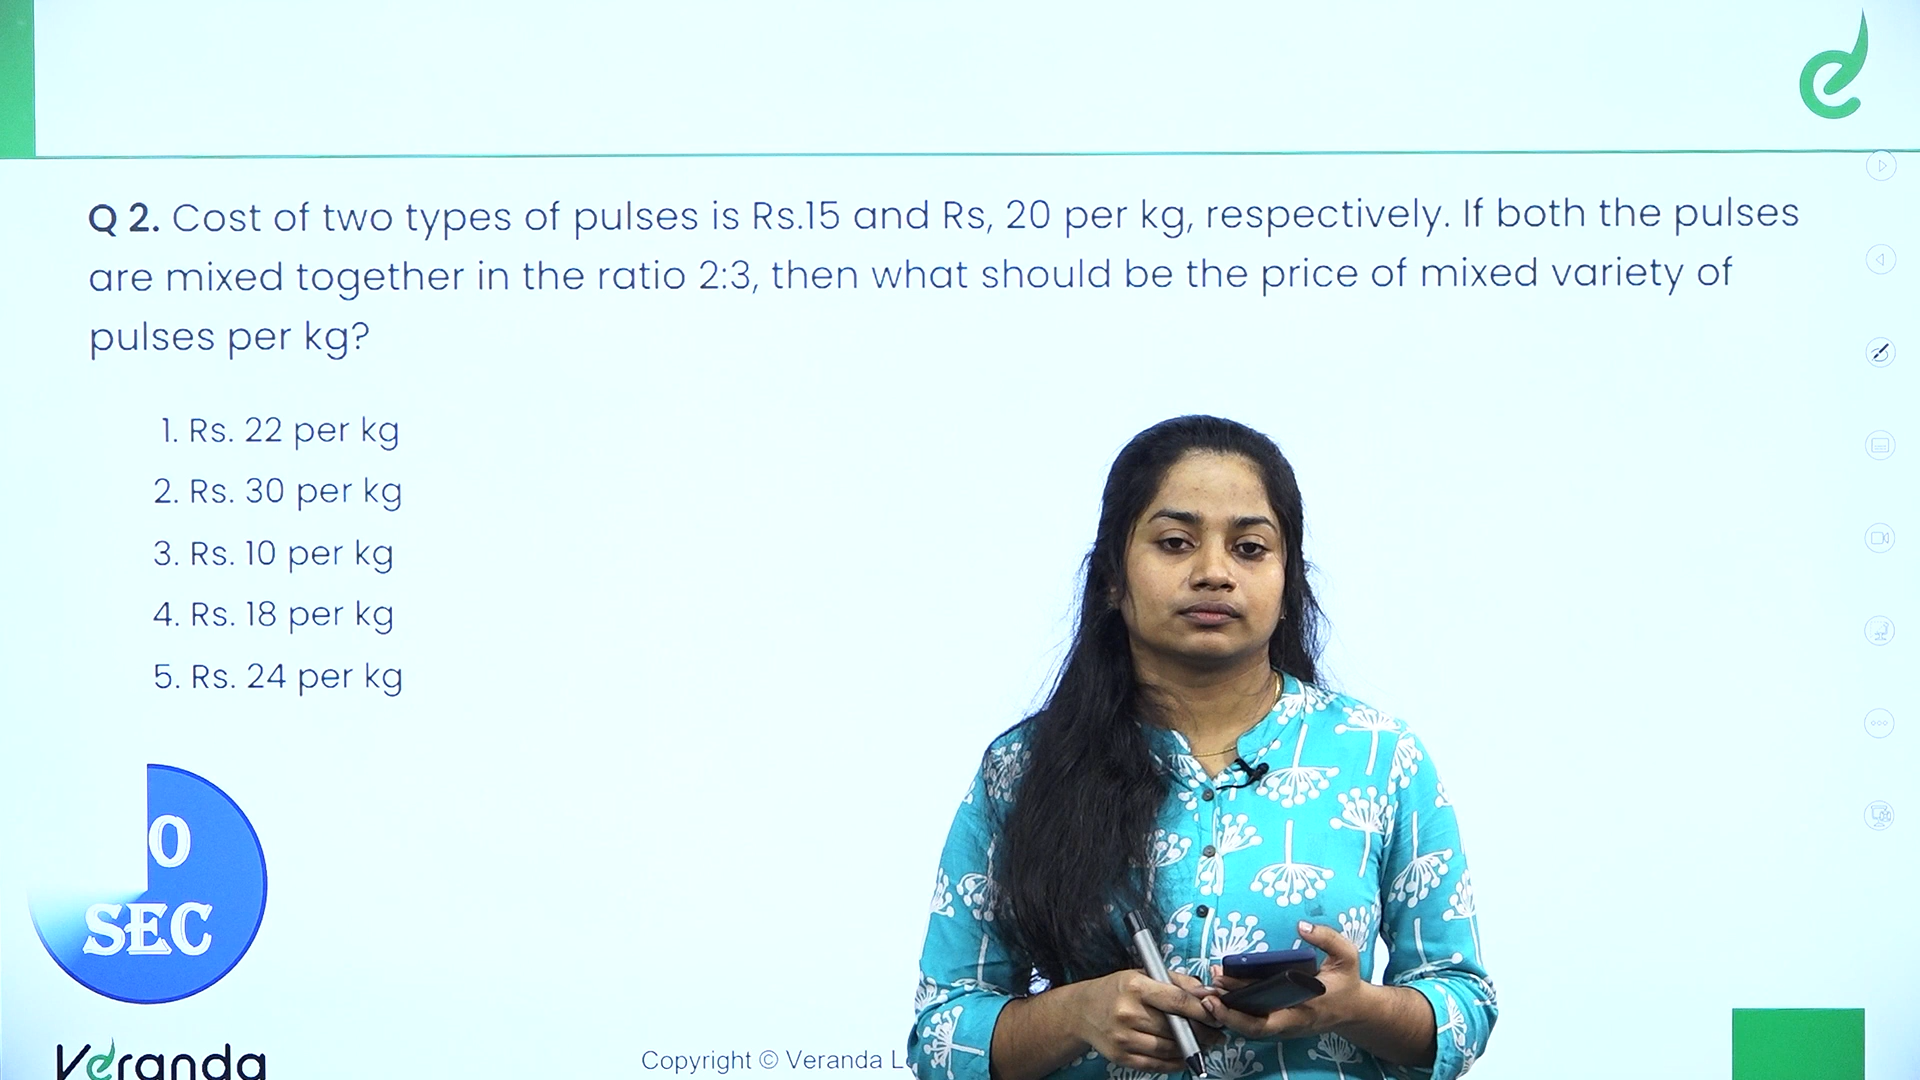 Q 2. Cost of two types of pulses is Rs.15 and Rs, 20 per kg, respectively. If both the pulses
are mixed together in the ratio 2:3, then what should be the price of mixed variety of
pulses per kg?
1. Rs. 22 per kg
2. Rs. 30 per kg
3. Rs. 10 per kg
4. Rs. 18 per kg
5. Rs. 24 per kg
0
SEC
Veranda
Copyright © Veranda